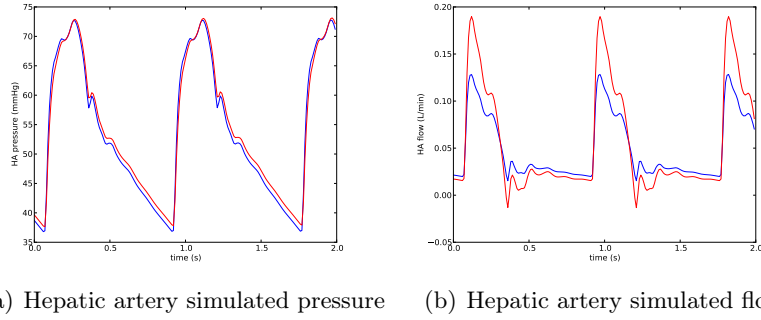 75
70
65
60
55
50
45
40
35
HA pressure (mmHg)
0.0 0.5 1.0 1.5 2.0
time (s)
0.20
0.15
0.10
0.05
0.00
−0.05
HA flow (L/min)
0.0 0.5 1.0 1.5 2.0
time (s)
) Hepatic artery simulated pressure
(b) Hepatic artery simulated